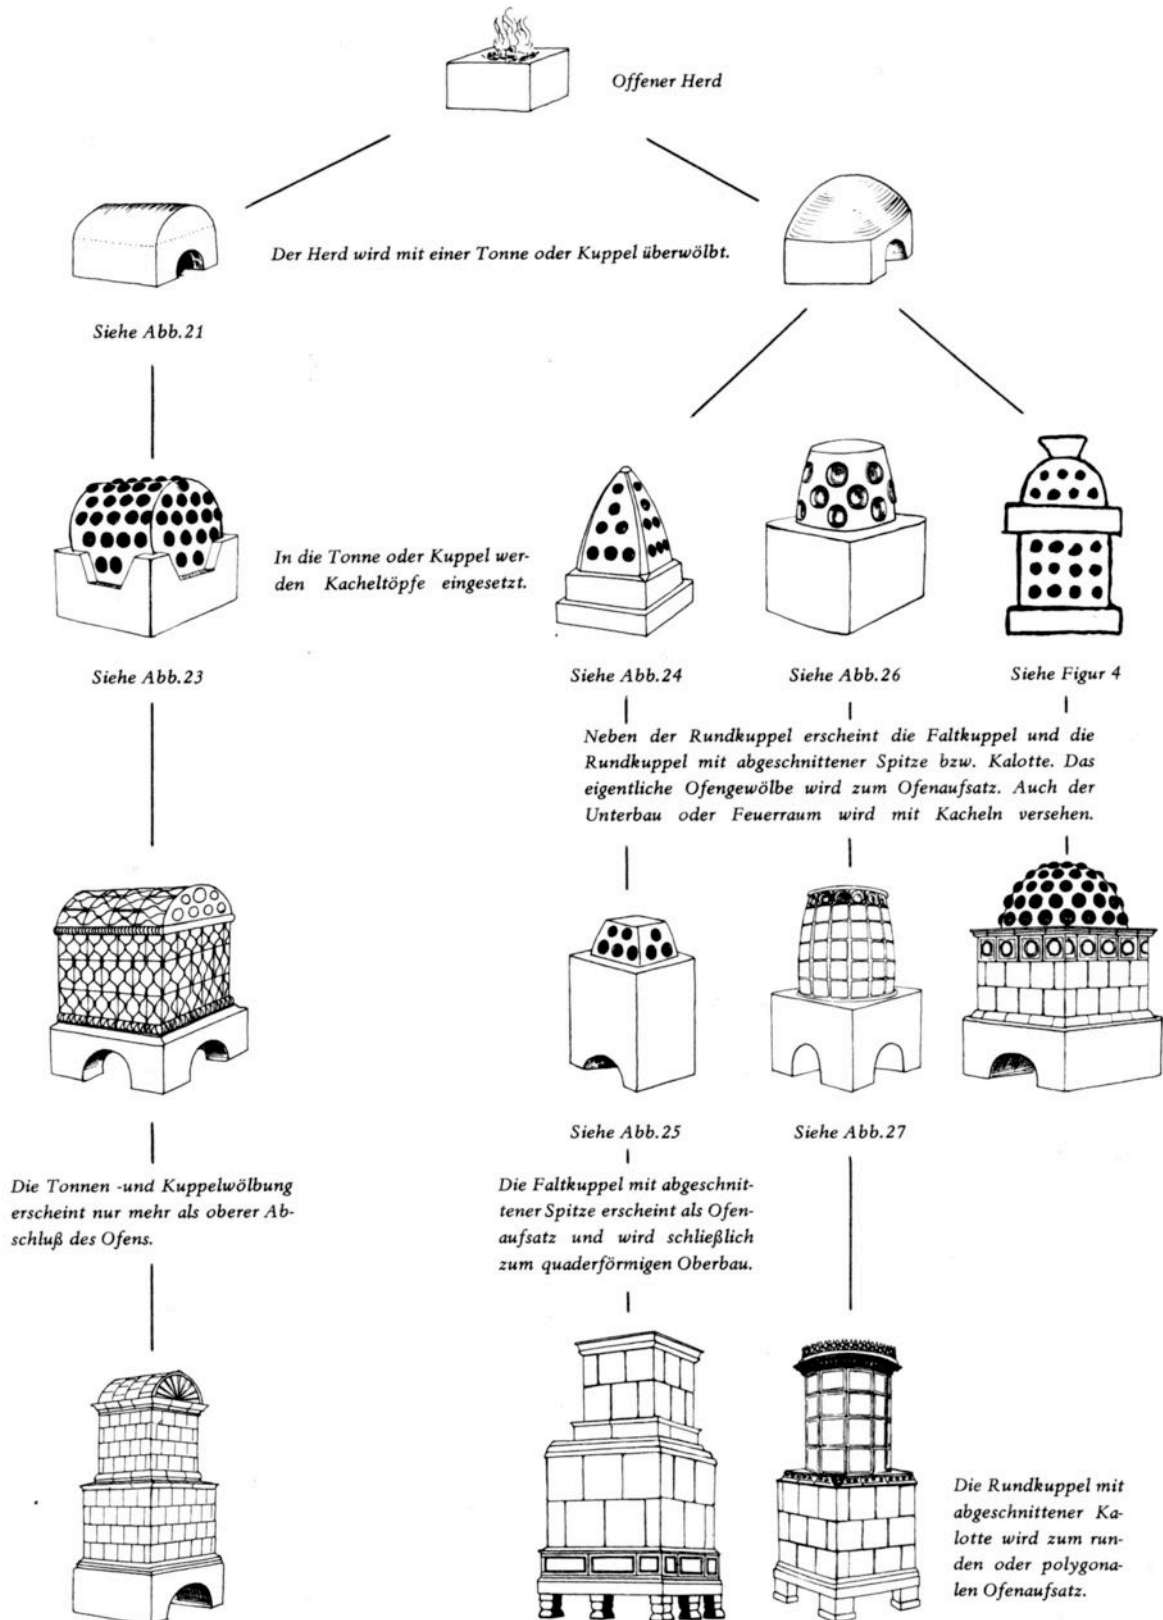 Offener Herd
Der Herd wird mit einer Tonne oder Kuppel überwölbt.
Siehe Abb.21
In die Tonne oder Kuppel wer-
den Kacheltöpfe eingesetzt.
Siehe Abb.23
Siehe Abb.24
Siehe Abb.26
Siehe Figur 4
Neben der Rundkuppel erscheint die Faltkuppel und die
Rundkuppel mit abgeschnittener Spitze bzw. Kalotte. Das
eigentliche Ofengewölbe wird zum Ofenaufsatz. Auch der
Unterbau oder Feuerraum wird mit Kacheln versehen.
Siehe Abb.25
Siehe Abb.27
Die Tonnen -und Kuppelwölbung
erscheint nur mehr als oberer Ab-
schluß des Ofens.
Die Faltkuppel mit abgeschnit-
tener Spitze erscheint als Ofen-
aufsatz und wird schließlich
zum quaderförmigen Oberbau.
Die Rundkuppel mit
abgeschnittener Ka-
lotte wird zum run-
den oder polygona-
len Ofenaufsatz.